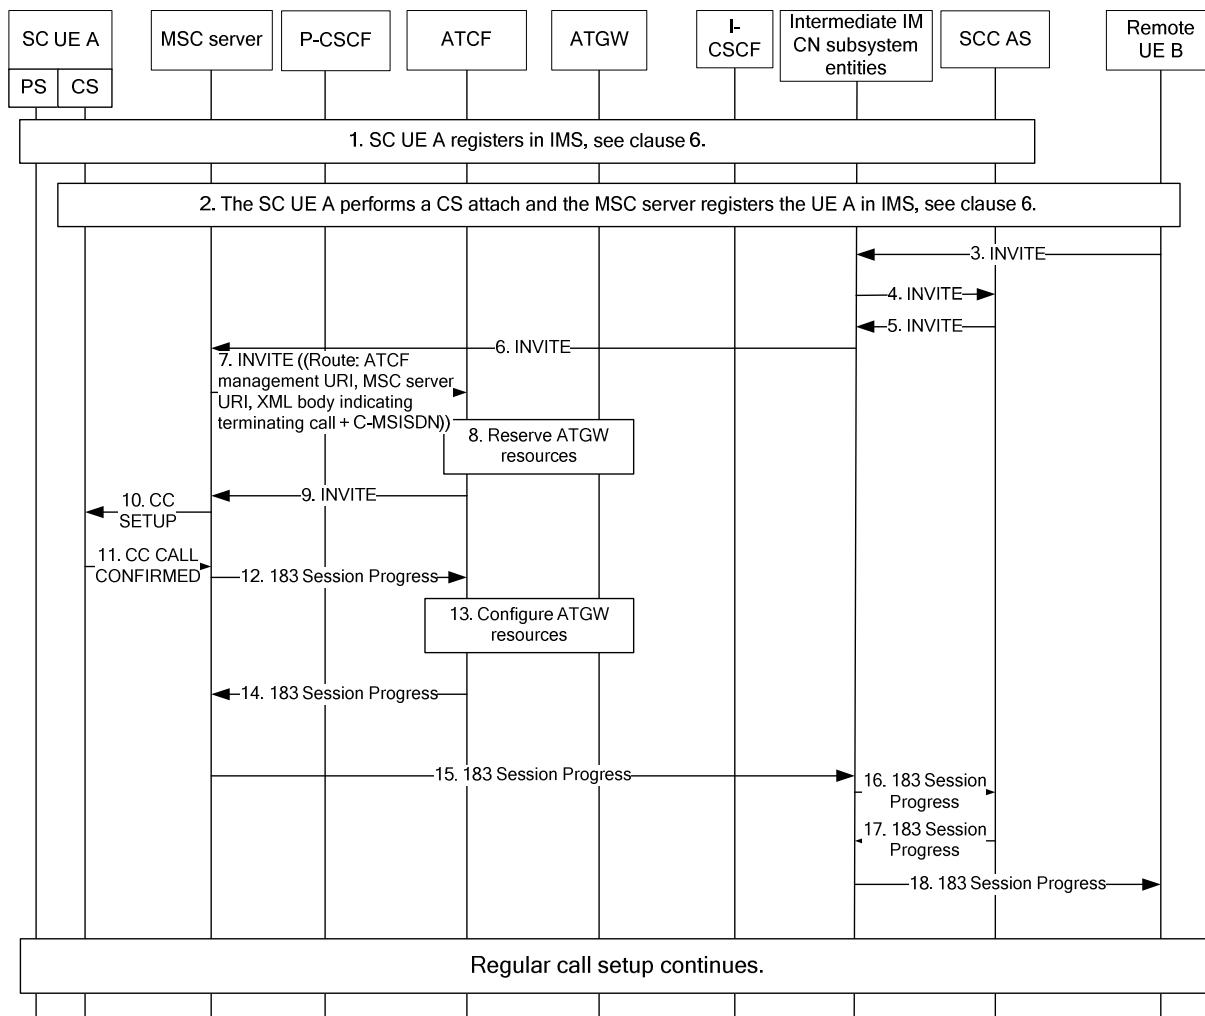 SC UE A
MSC server
P-CSCF
ATCF
ATGW
I-
CSCF
Intermediate IM
CN subsystem
entities
SCC AS
Remote
UE B
PS
CS
1. SC UE A registers in IMS, see clause 6.
2. The SC UE A performs a CS attach and the MSC server registers the UE A in IMS, see clause 6.
3. INVITE
4. INVITE
5. INVITE
6. INVITE
7. INVITE ((Route: ATCF
management URI, MSC server
URI, XML body indicating
terminating call + C-MSISDN))
8. Reserve ATGW
resources
9. INVITE
10. CC
SETUP
11. CC CALL
CONFIRMED
12. 183 Session Progress
13. Configure ATGW
resources
14. 183 Session Progress
15. 183 Session Progress
16. 183 Session
Progress
17. 183 Session
Progress
18. 183 Session Progress
Regular call setup continues.